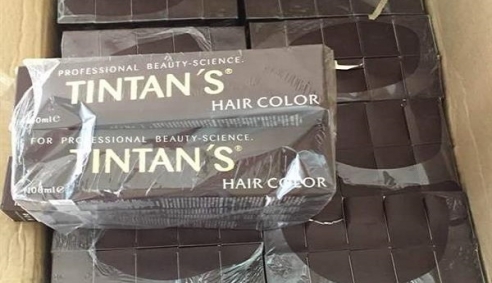 PROFESSIONAL BEAUTY-SCIENCE.
TINTAN´S®
HAIR COLOR
FOR PROFESSIONAL BEAUTY-SCIENCE.
TINTAN´S®
HAIR COLOR
100ml℮